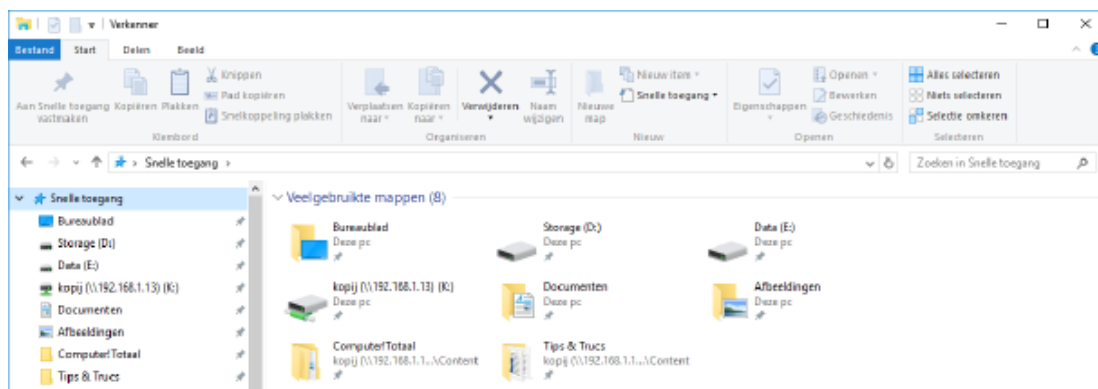 Verkenner
Bestand Start Delen Beeld
Aan Snelle toegang vastmaken
Kopiëren
Plakken
Knippen
Pad kopiëren
Snelkoppeling plakken
Klembord
Verplaatsen naar
Kopiëren naar
Verwijderen
Naam wijzigen
Organiseren
Nieuwe map
Nieuw item
Snelle toegang
Nieuw
Eigenschappen
Openen
Bewerken
Geschiedenis
Openen
Alles selecteren
Niets selecteren
Selectie omkeren
Selecteren
Snelle toegang
Zoeken in Snelle toegang
Snelle toegang
Bureaublad
Storage (D:)
Data (E:)
kopij (\\192.168.1.13) (K:)
Documenten
Afbeeldingen
Computer!Totaal
Tips & Trucs
Veelgebruikte mappen (8)
Bureaublad
Deze pc
Storage (D:)
Deze pc
Data (E:)
Deze pc
kopij (\\192.168.1.13) (K:)
Deze pc
Documenten
Deze pc
Afbeeldingen
Deze pc
Computer!Totaal
kopij (\\192.168.1.1...\Content
Tips & Trucs
kopij (\\192.168.1.1...\Content